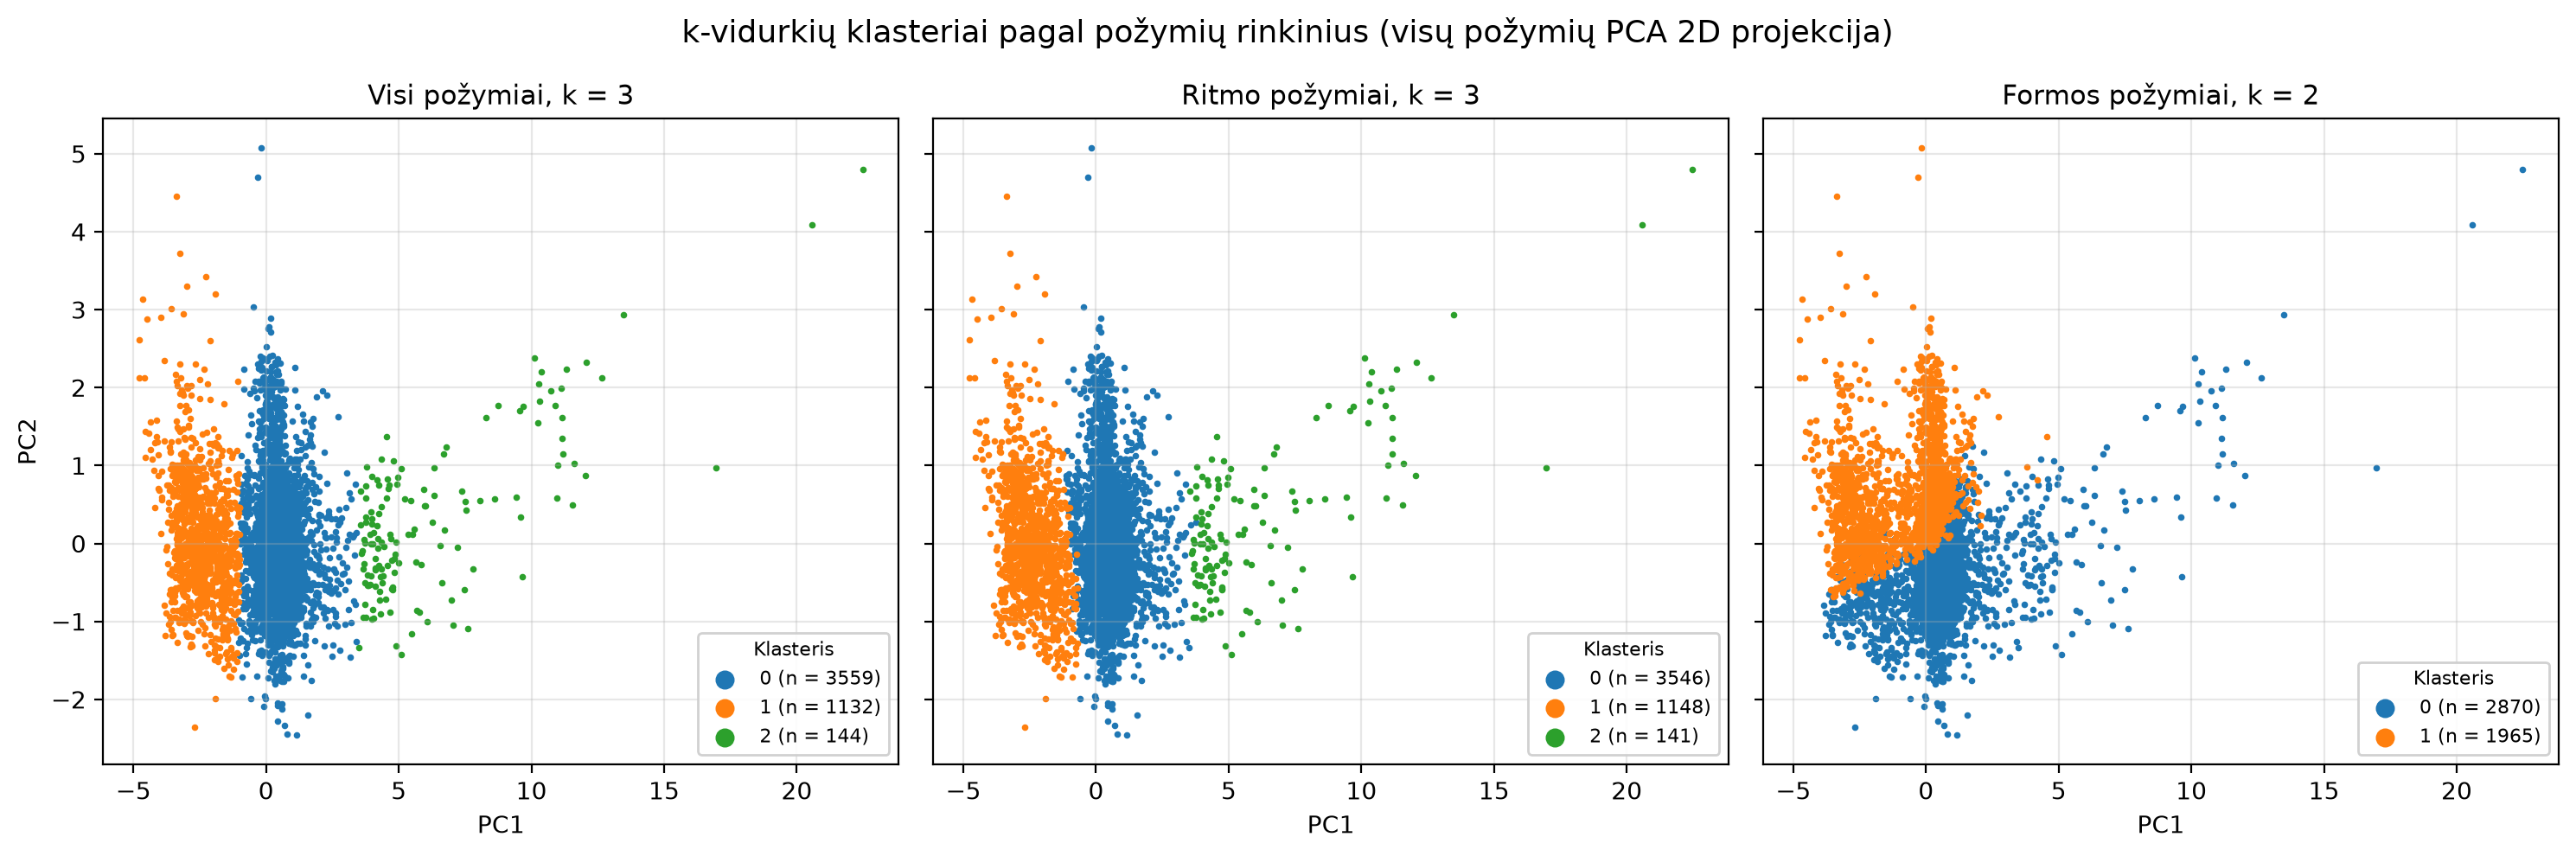 k-vidurkių klasteriai pagal požymių rinkinius (visų požymių PCA 2D projekcija)
Visi požymiai, k = 3
Ritmo požymiai, k = 3
Formos požymiai, k = 2
PC2
5
4
3
2
1
0
−1
−2
Klasteris
0 (n = 3559)
1 (n = 1132)
2 (n = 144)
Klasteris
0 (n = 3546)
1 (n = 1148)
2 (n = 141)
Klasteris
0 (n = 2870)
1 (n = 1965)
−5 0 5 10 15 20
−5 0 5 10 15 20
−5 0 5 10 15 20
PC1
PC1
PC1